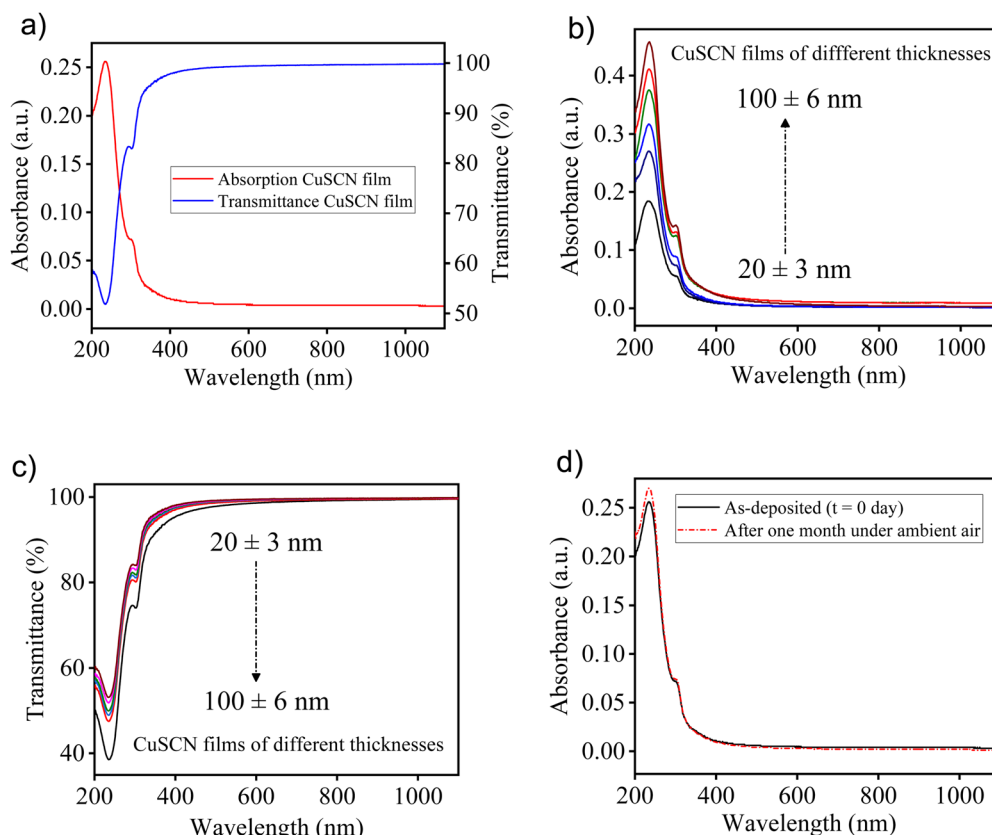 a)
0.25
0.20
0.15
0.10
0.05
0.00
Absorbance (a.u.)
Absorption CuSCN film
Transmittance CuSCN film
100
90
80
70
60
50
Transmittance (%)
200 400 600 800 1000
Wavelength (nm)
b)
0.4
0.3
0.2
0.1
0.0
Absorbance (a.u.)
CuSCN films of diffferent thicknesses
100 ± 6 nm
20 ± 3 nm
200 400 600 800 1000
Wavelength (nm)
c)
100
80
60
40
Transmittance (%)
20 ± 3 nm
100 ± 6 nm
CuSCN films of different thicknesses
200 400 600 800 1000
Wavelength (nm)
d)
0.25
0.20
0.15
0.10
0.05
0.00
Absorbance (a.u.)
As-deposited (t = 0 day)
After one month under ambient air
200 400 600 800 1000
Wavelength (nm)